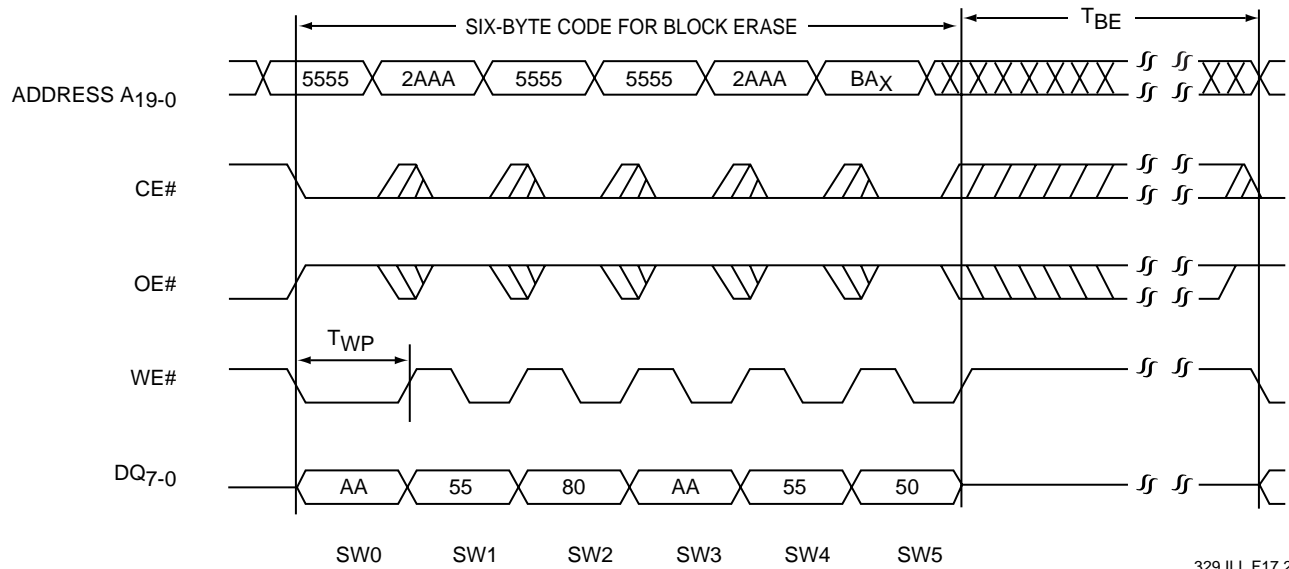 SIX-BYTE CODE FOR BLOCK ERASE
TBE
ADDRESS A19-0
5555 2AAA 5555 5555 2AAA BAX
CE#
OE#
TWP
WE#
DQ7-0
AA 55 80 AA 55 50
SW0 SW1 SW2 SW3 SW4 SW5